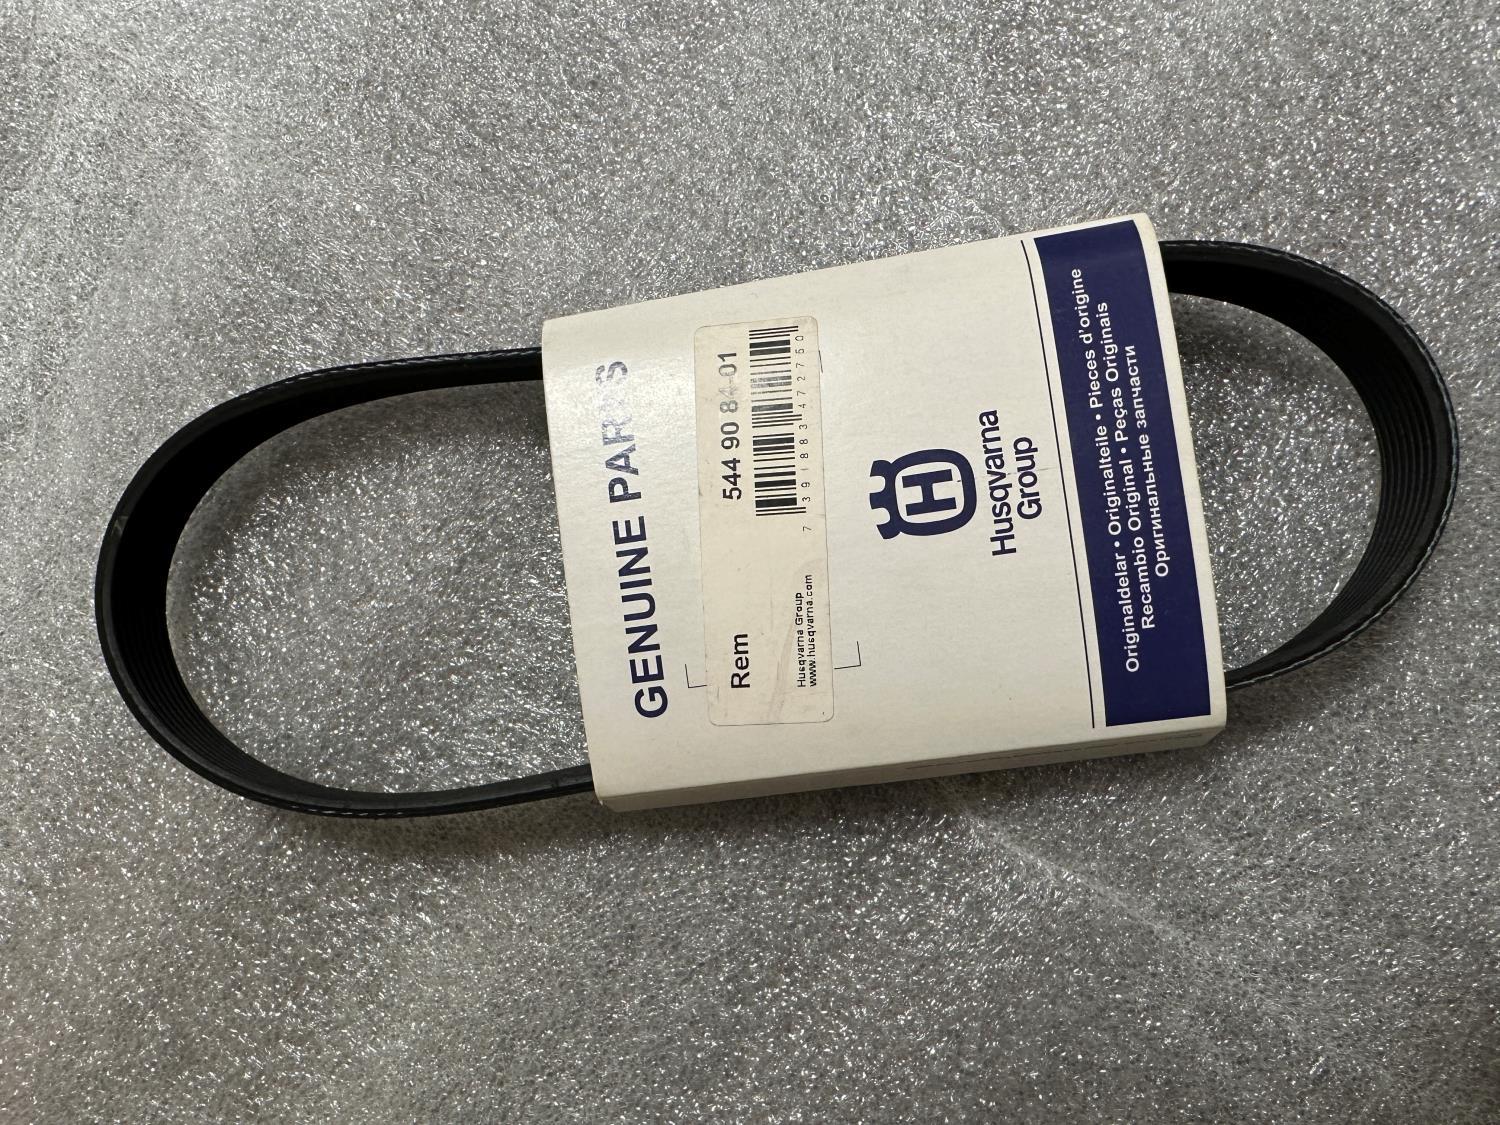 GENUINE PARTS
544 90 84-01
7 391883 472750
Rem
Husqvarna Group
www.husqvarna.com
H
Husqvarna
Group
Originaldelar • Originalteile • Pieces d'origine
Recambio Original • Peças Originais
Оригинальные запчасти